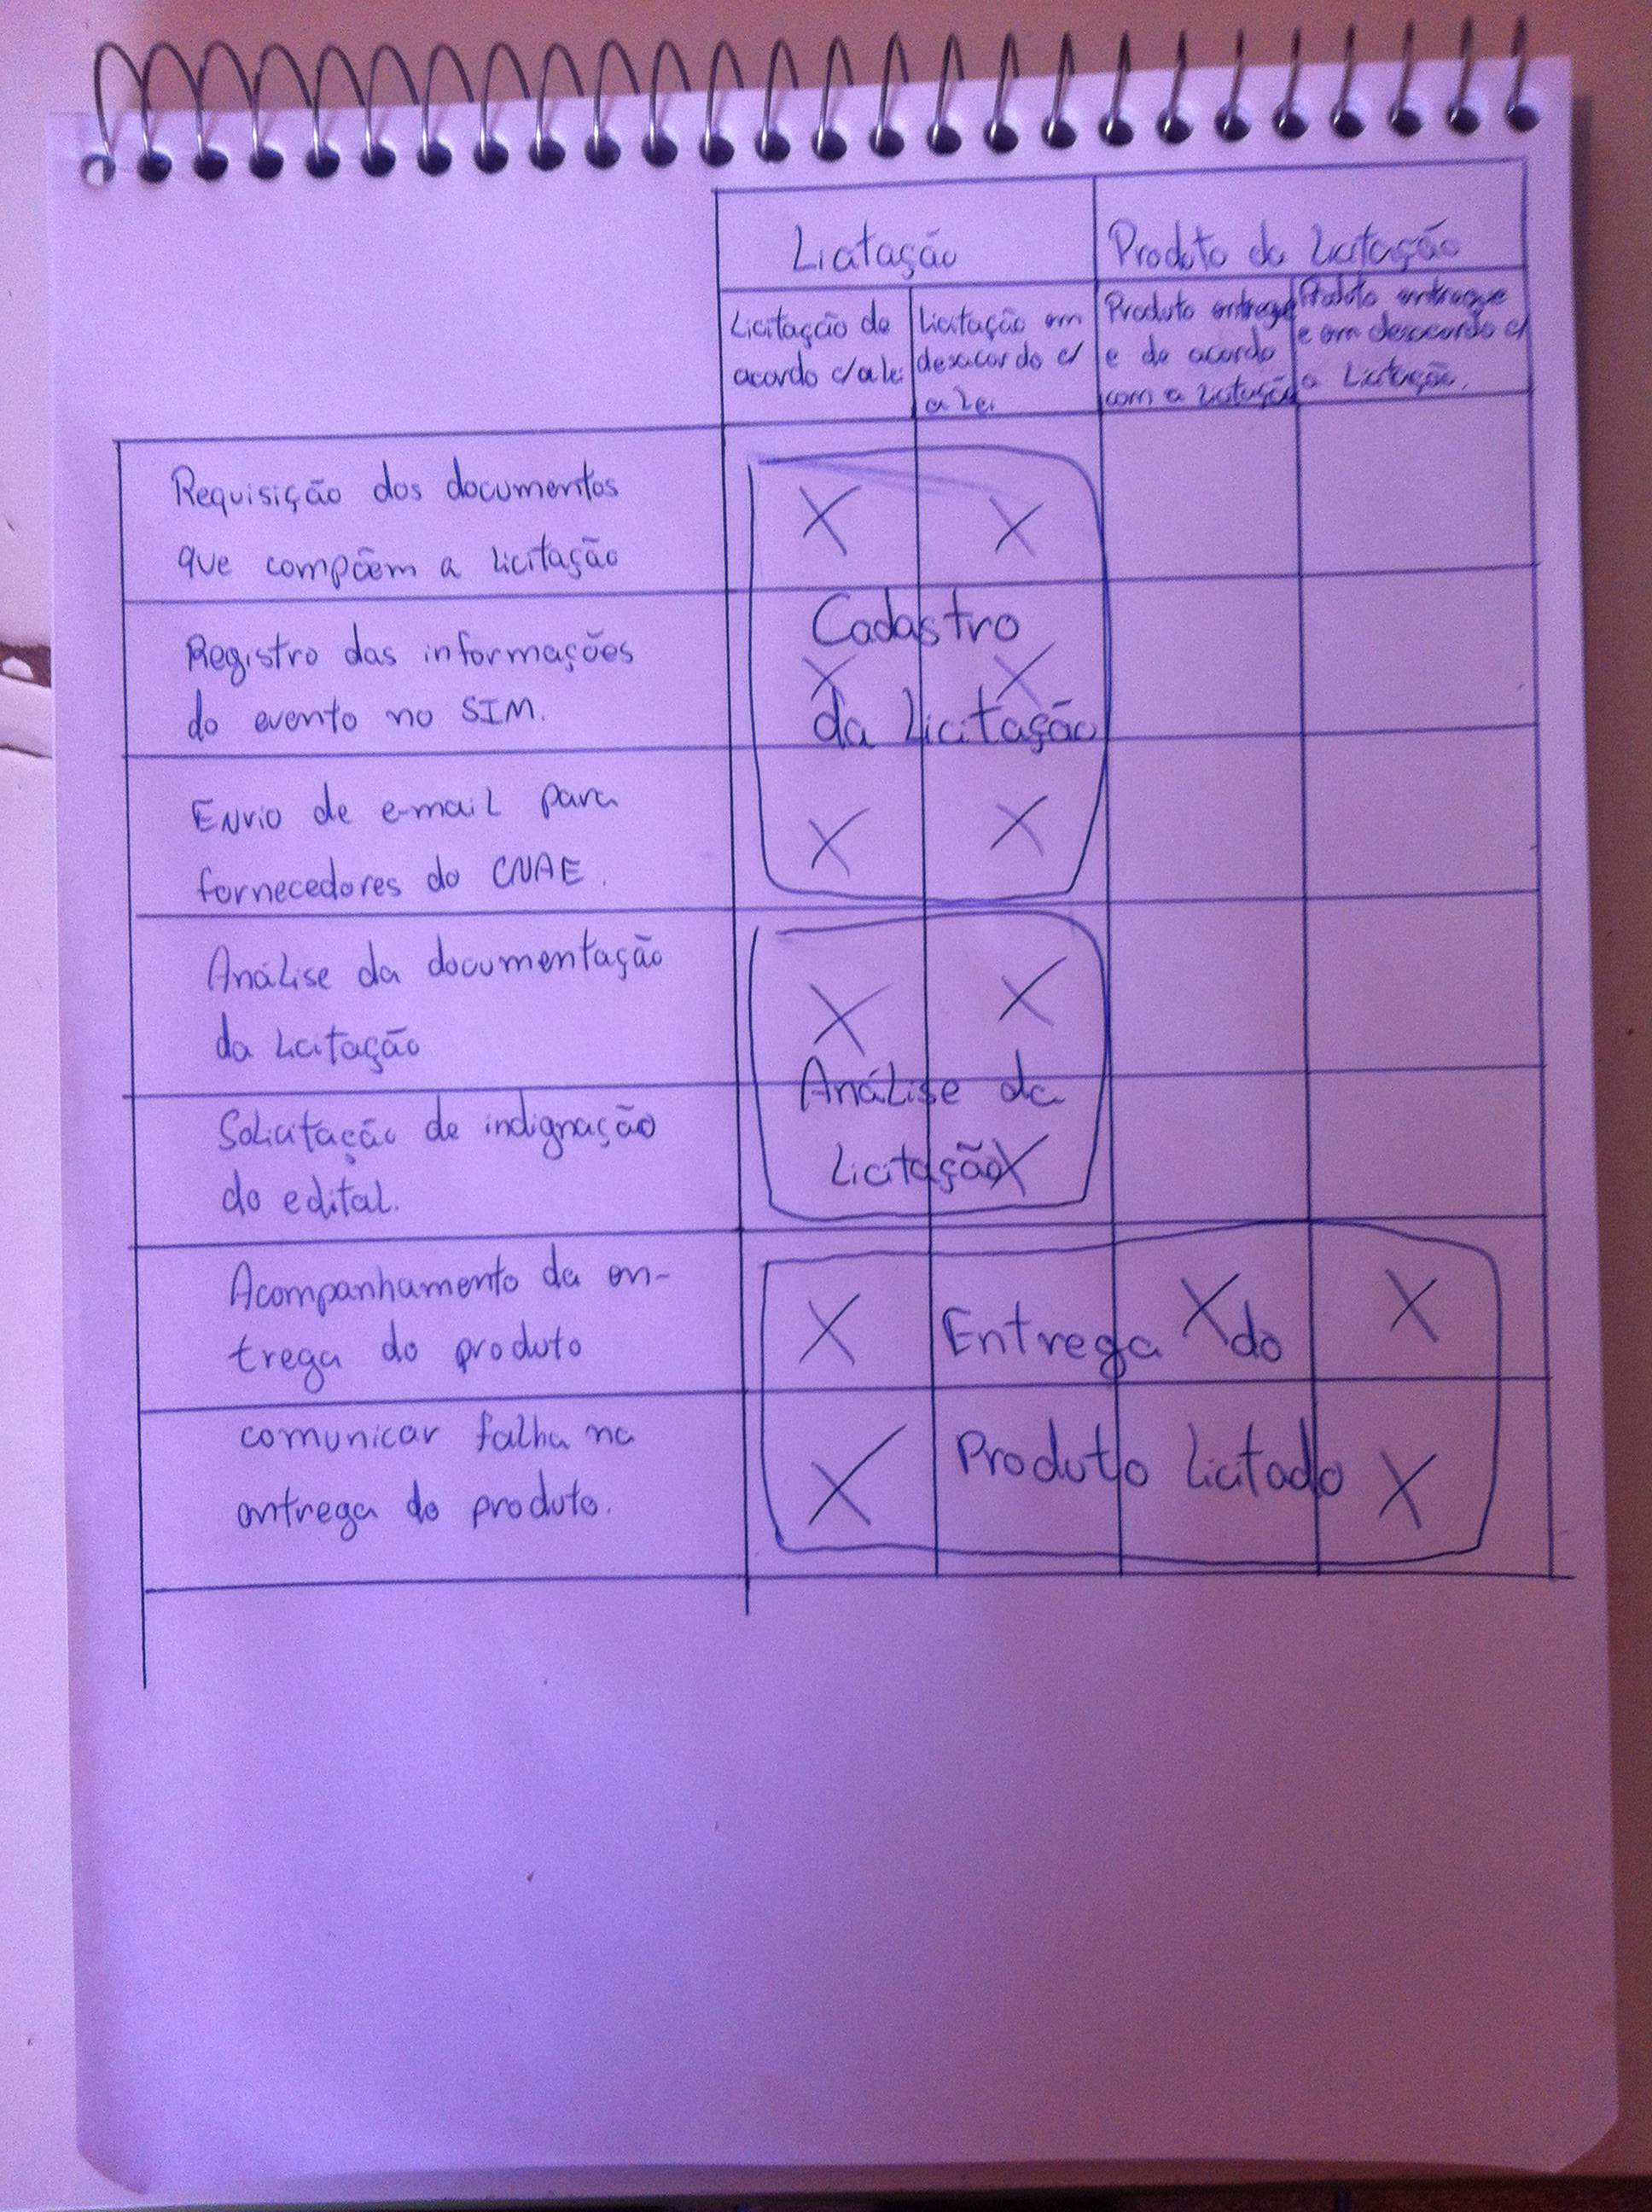 Licitação
Produto da Licitação
Licitação de
acordo c/a lei
Licitação em
desacordo c/
a Lei
Produto entregue
e de acordo
com a Licitação
Produto entregue
e em desacordo c/
a Licitação.
Requisição dos documentos
que compõem a licitação
X X
Registro das informações
do evento no SIM.
Cadastro
X X
da Licitação
Envio de e-mail para
fornecedores do CNAE.
X X
Análise da documentação
da Licitação
X X
Análise da
Solicitação de indignação
do edital.
Licitação X
Acompanhamento da en-
trega do produto
X Entrega X do X
comunicar falha na
entrega do produto.
X Produto Licitado X